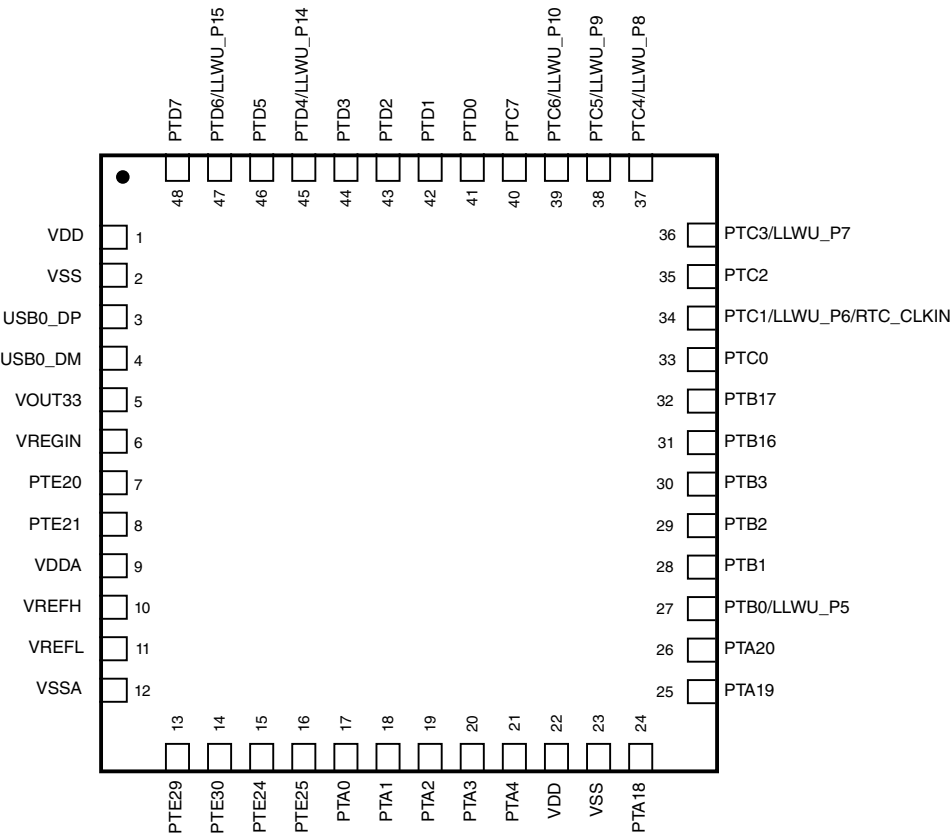 PTD7
PTD6/LLWU_P15
PTD5
PTD4/LLWU_P14
PTD3
PTD2
PTD1
PTD0
PTC7
PTC6/LLWU_P10
PTC5/LLWU_P9
PTC4/LLWU_P8
48
47
46
45
44
43
42
41
40
39
38
37
VDD 1
VSS 2
USB0_DP 3
USB0_DM 4
VOUT33 5
VREGIN 6
PTE20 7
PTE21 8
VDDA 9
VREFH 10
VREFL 11
VSSA 12
36 PTC3/LLWU_P7
35 PTC2
34 PTC1/LLWU_P6/RTC_CLKIN
33 PTC0
32 PTB17
31 PTB16
30 PTB3
29 PTB2
28 PTB1
27 PTB0/LLWU_P5
26 PTA20
25 PTA19
13
14
15
16
17
18
19
20
21
22
23
24
PTE29
PTE30
PTE24
PTE25
PTA0
PTA1
PTA2
PTA3
PTA4
VDD
VSS
PTA18